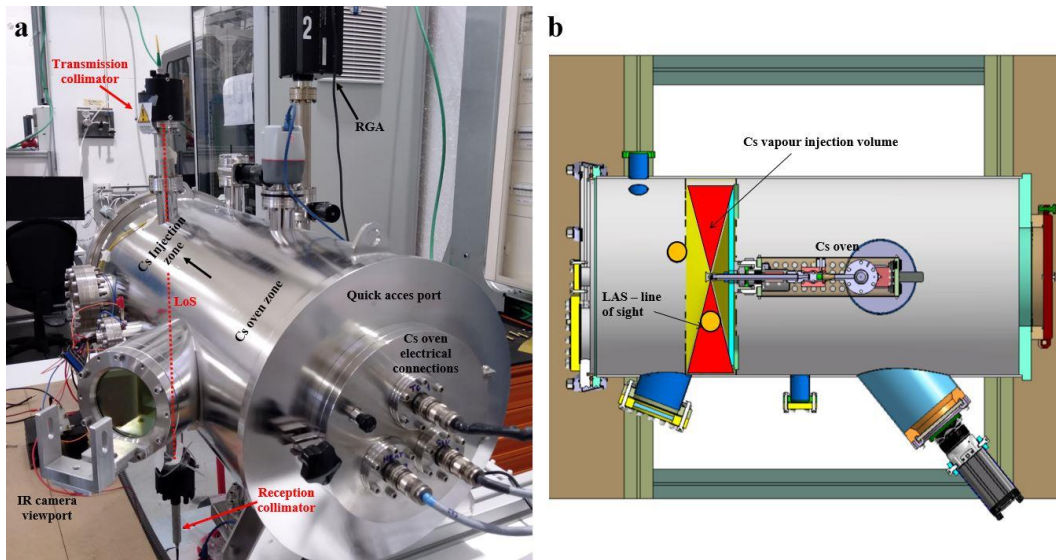 a
Transmission
collimator
2
RGA
Cs Injection
zone
LoS
Cs oven zone
Quick acces port
Cs oven
electrical
connections
IR camera
viewport
Reception
collimator
b
Cs vapour injection volume
Cs oven
LAS – line
of sight